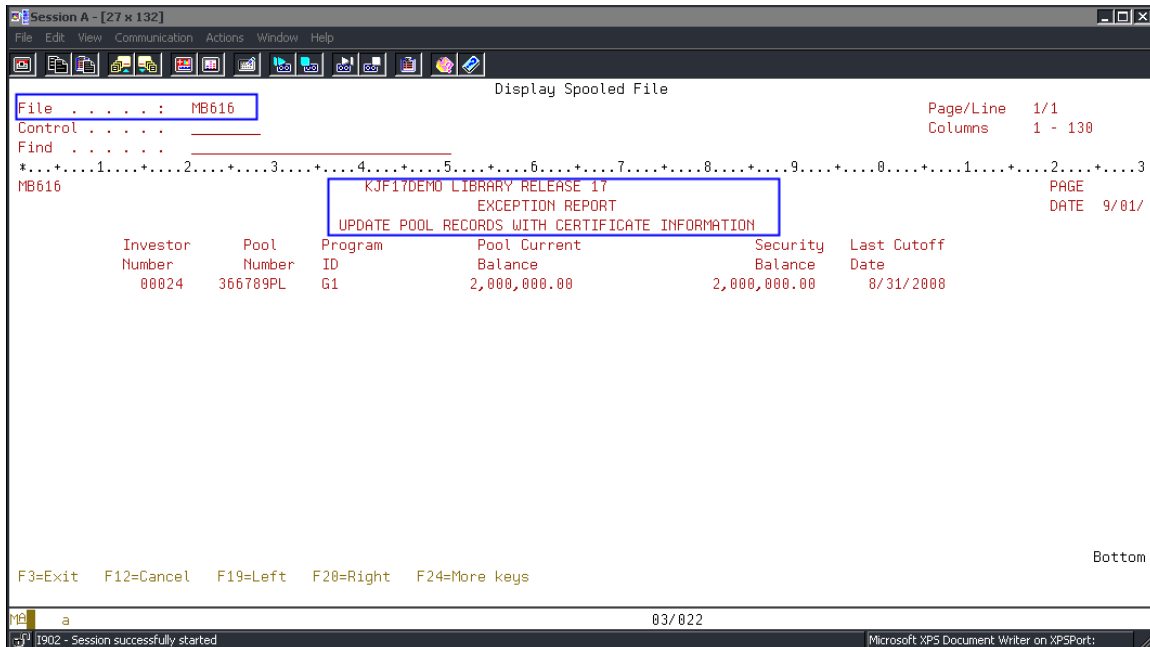 Session A - [27 x 132]
File Edit View Communication Actions Window Help
Display Spooled File
File . . . . . : MB616 Page/Line 1/1
Control . . . . . Columns 1 - 130
Find . . . . . .
*...+....1....+....2....+....3....+....4....+....5....+....6....+....7....+....8....+....9....+....0....+....1....+....2....+....3
MB616 KJF17DEMO LIBRARY RELEASE 17 PAGE
EXCEPTION REPORT DATE 9/01/
UPDATE POOL RECORDS WITH CERTIFICATE INFORMATION
Investor Pool Program Pool Current Security Last Cutoff
Number Number ID Balance Balance Date
00024 366789PL G1 2,000,000.00 2,000,000.00 8/31/2008
Bottom
F3=Exit F12=Cancel F19=Left F20=Right F24=More keys
MA a 03/022
I902 - Session successfully started Microsoft XPS Document Writer on XPSPort: